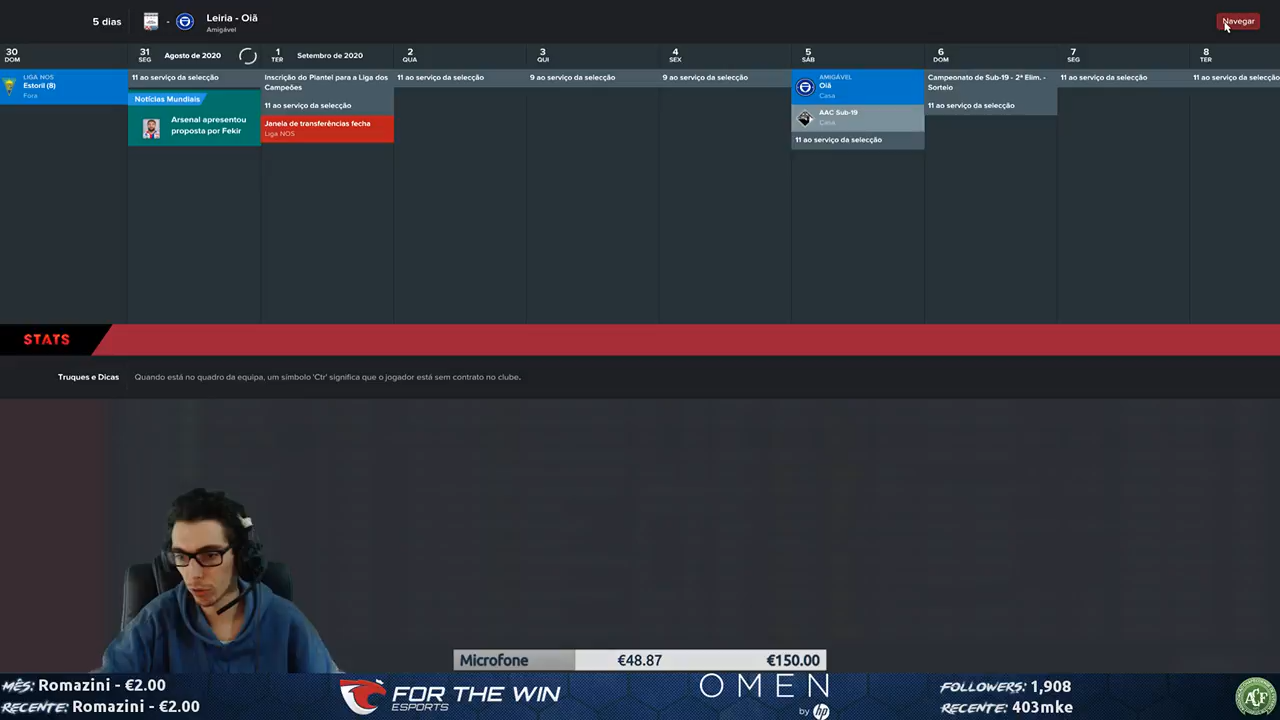 5 dias
-
Leiria - Oiã
Amigável
Navegar
30
DOM
31
SEG
Agosto de 2020
1
TER
Setembro de 2020
2
QUA
3
QUI
4
SEX
5
SÁB
6
DOM
7
SEG
8
TER
LIGA NOS
Estoril (8)
Fora
11 ao serviço da selecção
Notícias Mundiais
Arsenal apresentou
proposta por Fekir
Inscrição do Plantel para a Liga dos
Campeões
11 ao serviço da selecção
Janela de transferências fecha
Liga NOS
11 ao serviço da selecção
9 ao serviço da selecção
9 ao serviço da selecção
AMIGÁVEL
Oiã
Casa
AAC Sub-19
Casa
11 ao serviço da selecção
Campeonato de Sub-19 - 2ª Elim. -
Sorteio
11 ao serviço da selecção
11 ao serviço da selecção
11 ao serviço da selecção
STATS
Truques e Dicas
Quando está no quadro da equipa, um símbolo 'Ctr' significa que o jogador está sem contrato no clube.
Microfone
€48.87
€150.00
MÊS: Romazini - €2.00
RECENTE: Romazini - €2.00
FOR THE WIN
ESPORTS
OMEN
by hp
FOLLOWERS: 1,908
RECENTE: 403mke
ACF